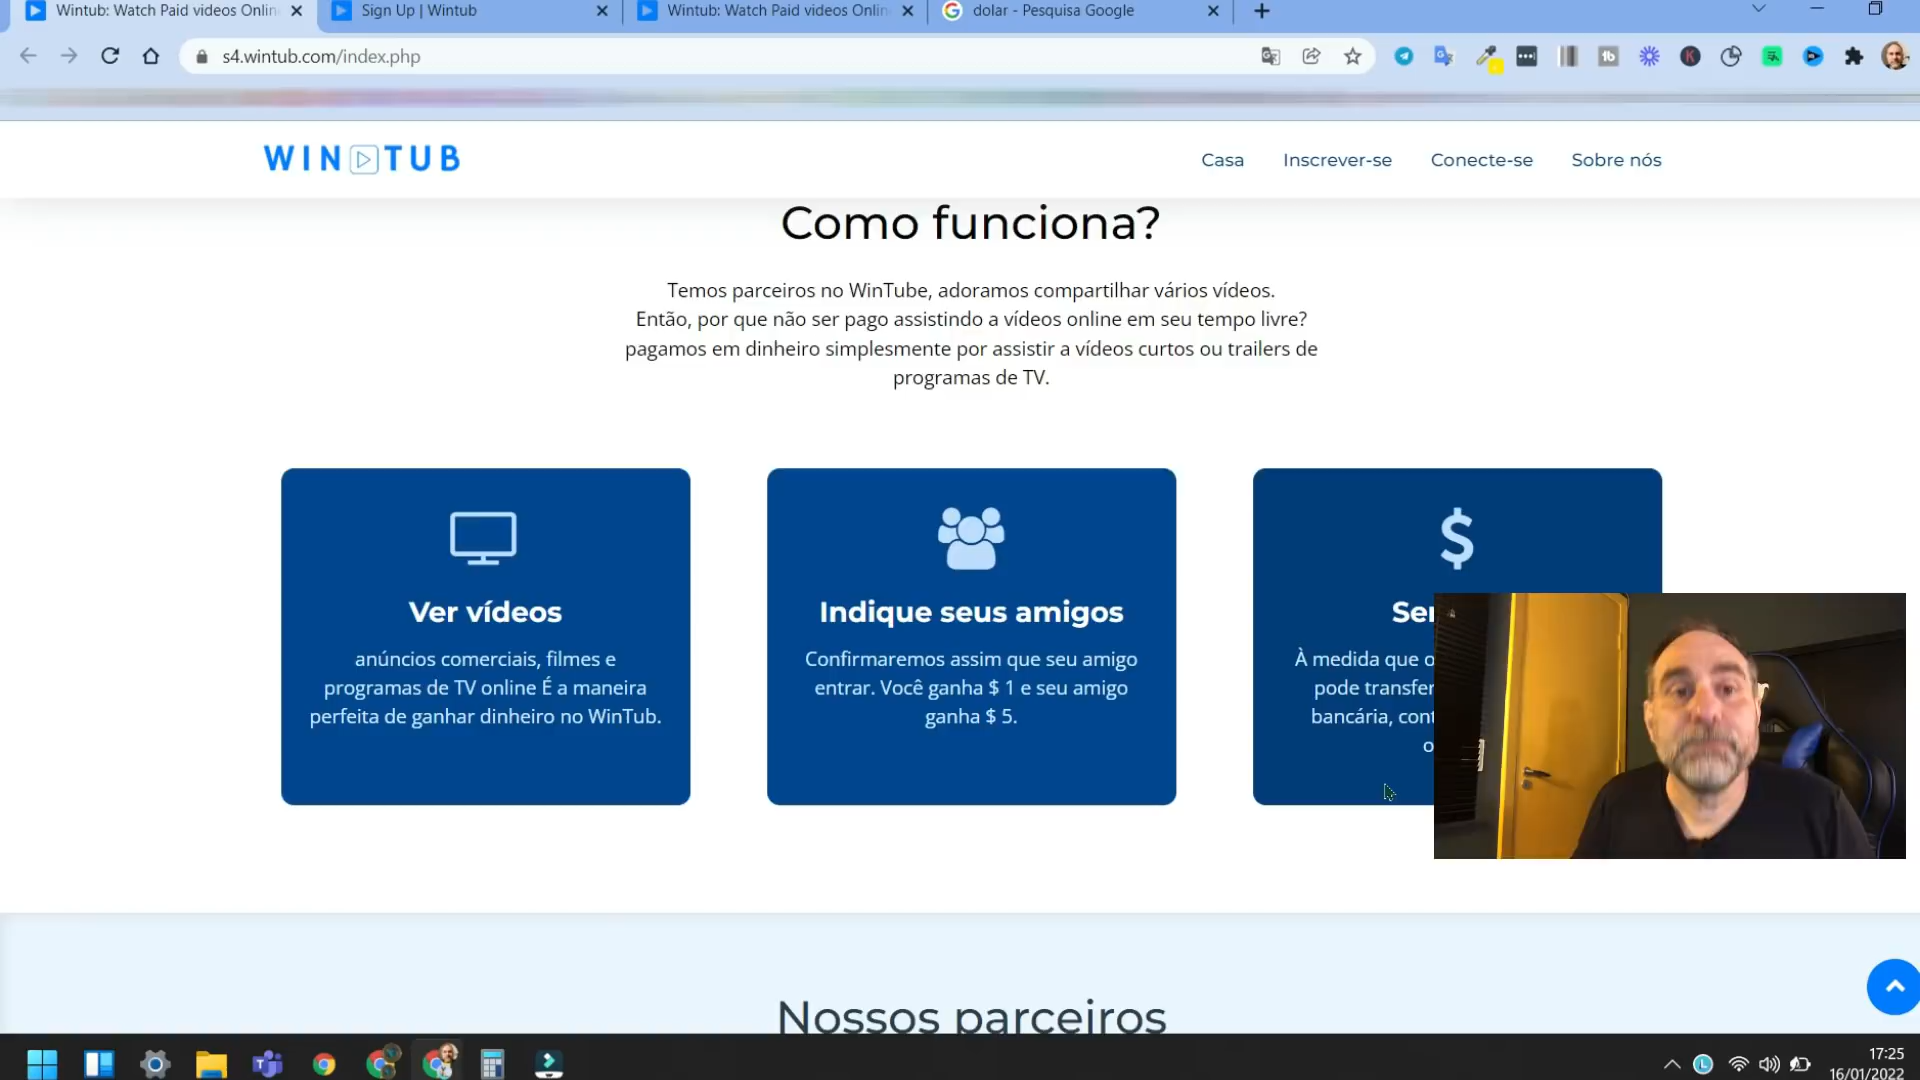 Wintub: Watch Paid videos Onlin
Sign Up | Wintub
Wintub: Watch Paid videos Onlin
dolar - Pesquisa Google
s4.wintub.com/index.php
WIN TUB
Casa
Inscrever-se
Conecte-se
Sobre nós
Como funciona?
Temos parceiros no WinTube, adoramos compartilhar vários vídeos.
Então, por que não ser pago assistindo a vídeos online em seu tempo livre?
pagamos em dinheiro simplesmente por assistir a vídeos curtos ou trailers de
programas de TV.
Ver vídeos
anúncios comerciais, filmes e
programas de TV online É a maneira
perfeita de ganhar dinheiro no WinTub.
Indique seus amigos
Confirmaremos assim que seu amigo
entrar. Você ganha $ 1 e seu amigo
ganha $ 5.
$
Ser
À medida que o
pode transfer
bancária, cont
o
Nossos parceiros
17:25
16/01/2022